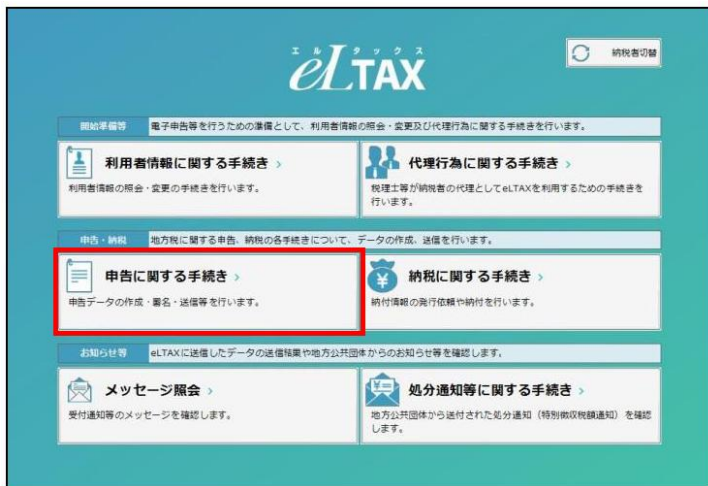 エルタックス
eLTAX
納税者切替
開始準備等 電子申告等を行うための準備として、利用者情報の照会・変更及び代理行為に関する手続きを行います。
利用者情報に関する手続き >
利用者情報の照会・変更の手続きを行います。
代理行為に関する手続き >
税理士等が納税者の代理としてeLTAXを利用するための手続きを
行います。
申告・納税 地方税に関する申告、納税の各手続きについて、データの作成、送信を行います。
申告に関する手続き >
申告データの作成・署名・送信等を行います。
納税に関する手続き >
納付情報の発行依頼や納付を行います。
お知らせ等 eLTAXに送信したデータの送信結果や地方公共団体からのお知らせ等を確認します。
メッセージ照会 >
受付通知等のメッセージを確認します。
処分通知等に関する手続き >
地方公共団体から送付された処分通知（特別徴収税額通知）を確認
します。